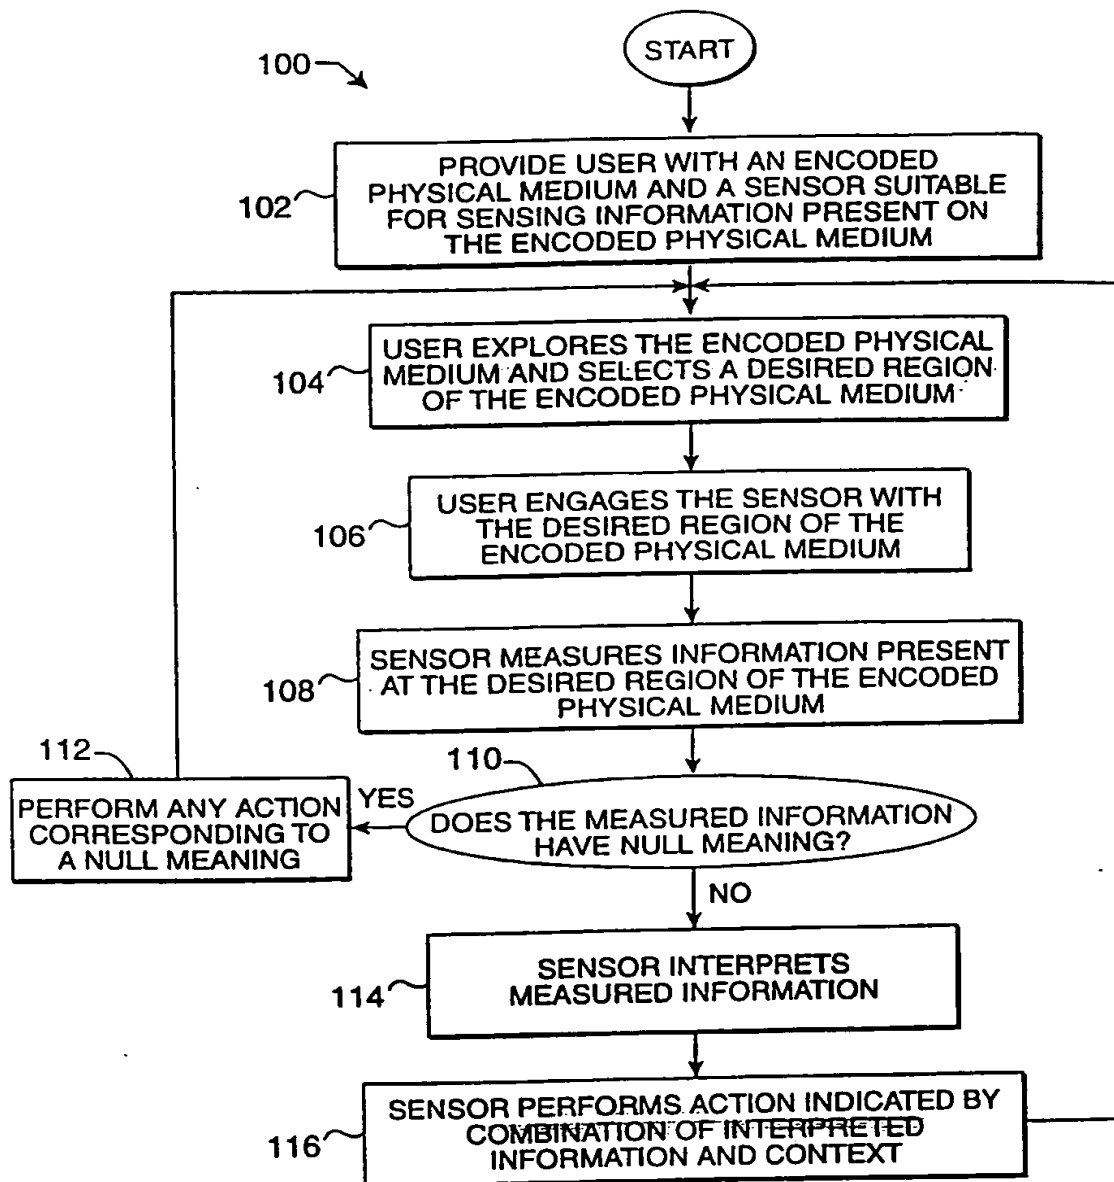 START
100
PROVIDE USER WITH AN ENCODED
PHYSICAL MEDIUM AND A SENSOR SUITABLE
FOR SENSING INFORMATION PRESENT ON
THE ENCODED PHYSICAL MEDIUM
102
USER EXPLORES THE ENCODED PHYSICAL
MEDIUM AND SELECTS A DESIRED REGION
OF THE ENCODED PHYSICAL MEDIUM
104
USER ENGAGES THE SENSOR WITH
THE DESIRED REGION OF THE
ENCODED PHYSICAL MEDIUM
106
SENSOR MEASURES INFORMATION PRESENT
AT THE DESIRED REGION OF THE ENCODED
PHYSICAL MEDIUM
108
112
110
PERFORM ANY ACTION
CORRESPONDING TO
A NULL MEANING
YES
DOES THE MEASURED INFORMATION
HAVE NULL MEANING?
NO
SENSOR INTERPRETS
MEASURED INFORMATION
114
SENSOR PERFORMS ACTION INDICATED BY
COMBINATION OF INTERPRETED
INFORMATION AND CONTEXT
116